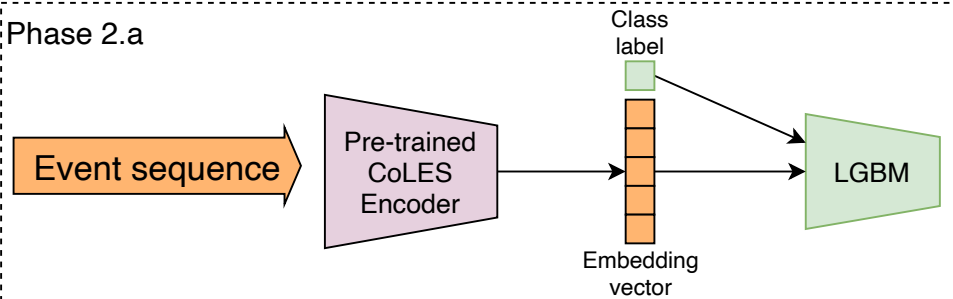 Phase 2.a
Class
label
Event sequence
Pre-trained
CoLES
Encoder
LGBM
Embedding
vector